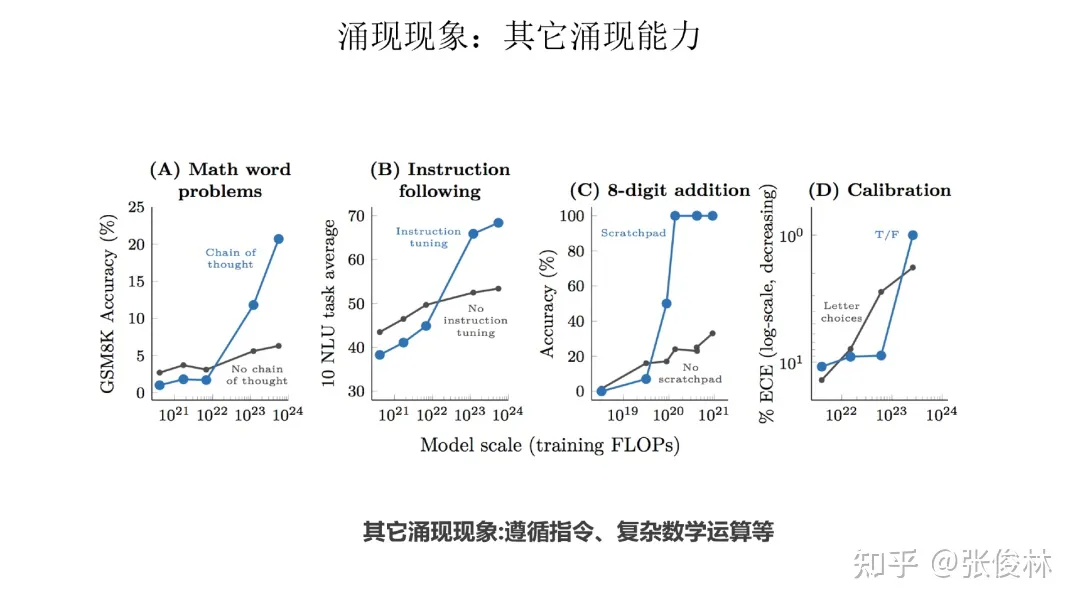 涌现现象：其它涌现能力
(A) Math word
problems
GSM8K Accuracy (%)
25
20
15
10
5
0
Chain of
thought
No chain
of thought
10^21 10^22 10^23 10^24
(B) Instruction
following
10 NLU task average
70
60
50
40
30
Instruction
tuning
No
instruction
tuning
10^21 10^22 10^23 10^24
(C) 8-digit addition
Accuracy (%)
100
80
60
40
20
0
Scratchpad
No
scratchpad
10^19 10^20 10^21
(D) Calibration
% ECE (log-scale, decreasing)
10^0
10^1
T/F
Letter
choices
10^22 10^23 10^24
Model scale (training FLOPs)
其它涌现现象:遵循指令、复杂数学运算等
知乎 @张俊林